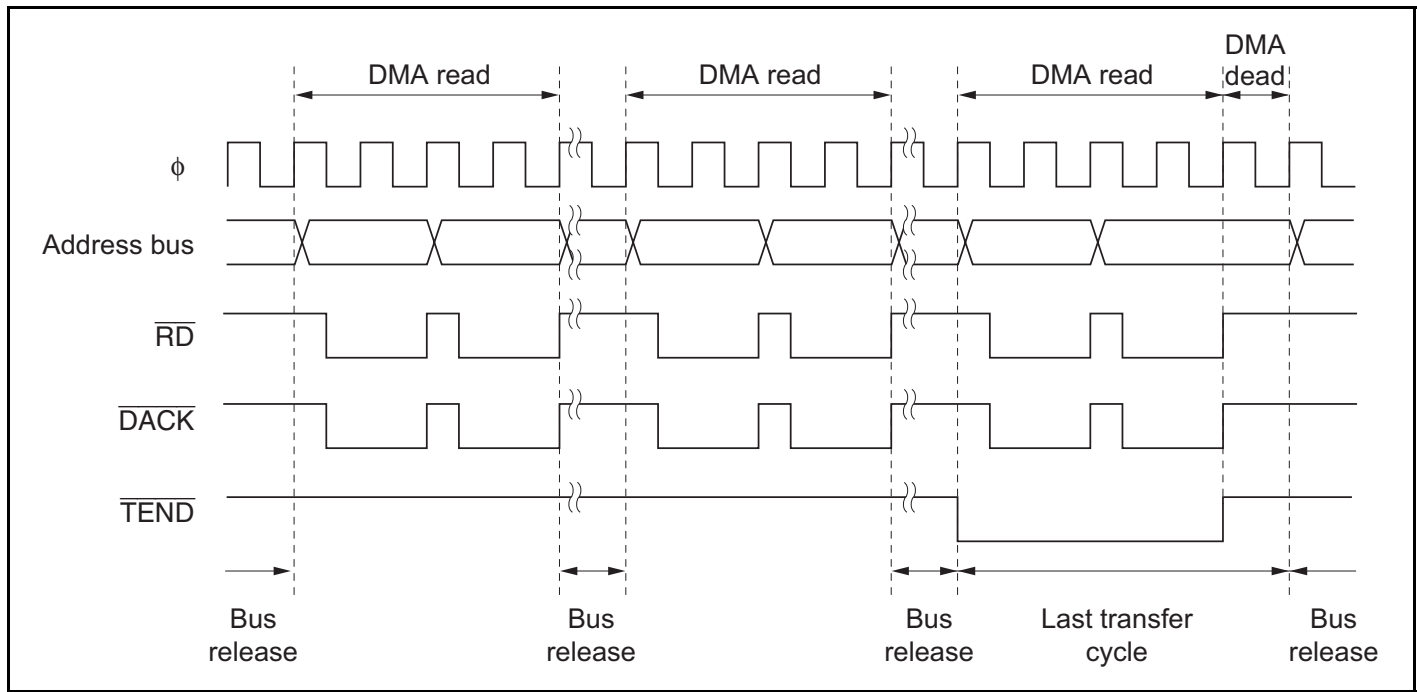 DMA read
DMA read
DMA read
DMA
dead
φ
Address bus
RD
DACK
TEND
Bus
release
Bus
release
Bus
release
Last transfer
cycle
Bus
release